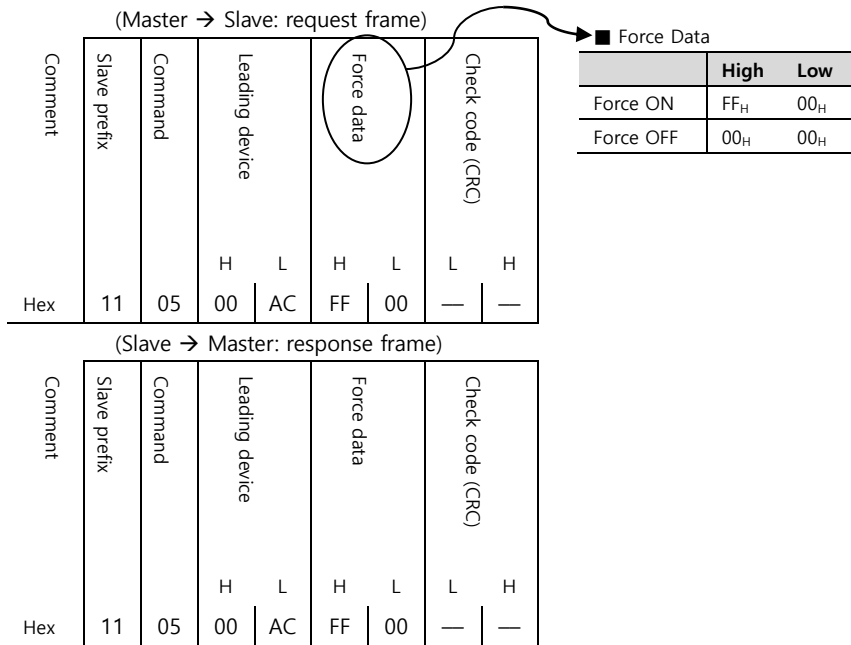 (Master → Slave: request frame)
Comment
Slave prefix
Command
Leading device
Force data
Check code (CRC)
H L H L L H
Hex 11 05 00 AC FF 00 — —
■ Force Data
High Low
Force ON FFH 00H
Force OFF 00H 00H
(Slave → Master: response frame)
Comment
Slave prefix
Command
Leading device
Force data
Check code (CRC)
H L H L L H
Hex 11 05 00 AC FF 00 — —